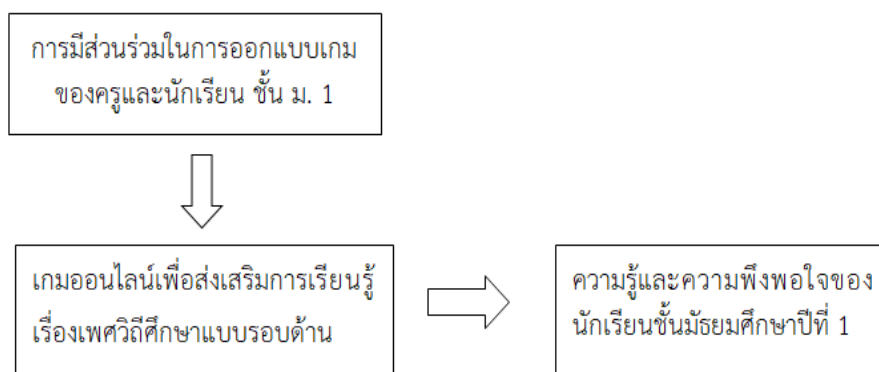 การมีส่วนร่วมในการออกแบบเกม
ของครูและนักเรียน ชั้น ม. 1
เกมออนไลน์เพื่อส่งเสริมการเรียนรู้
เรื่องเพศวิถีศึกษาแบบรอบด้าน
ความรู้และความพึงพอใจของ
นักเรียนชั้นมัธยมศึกษาปีที่ 1